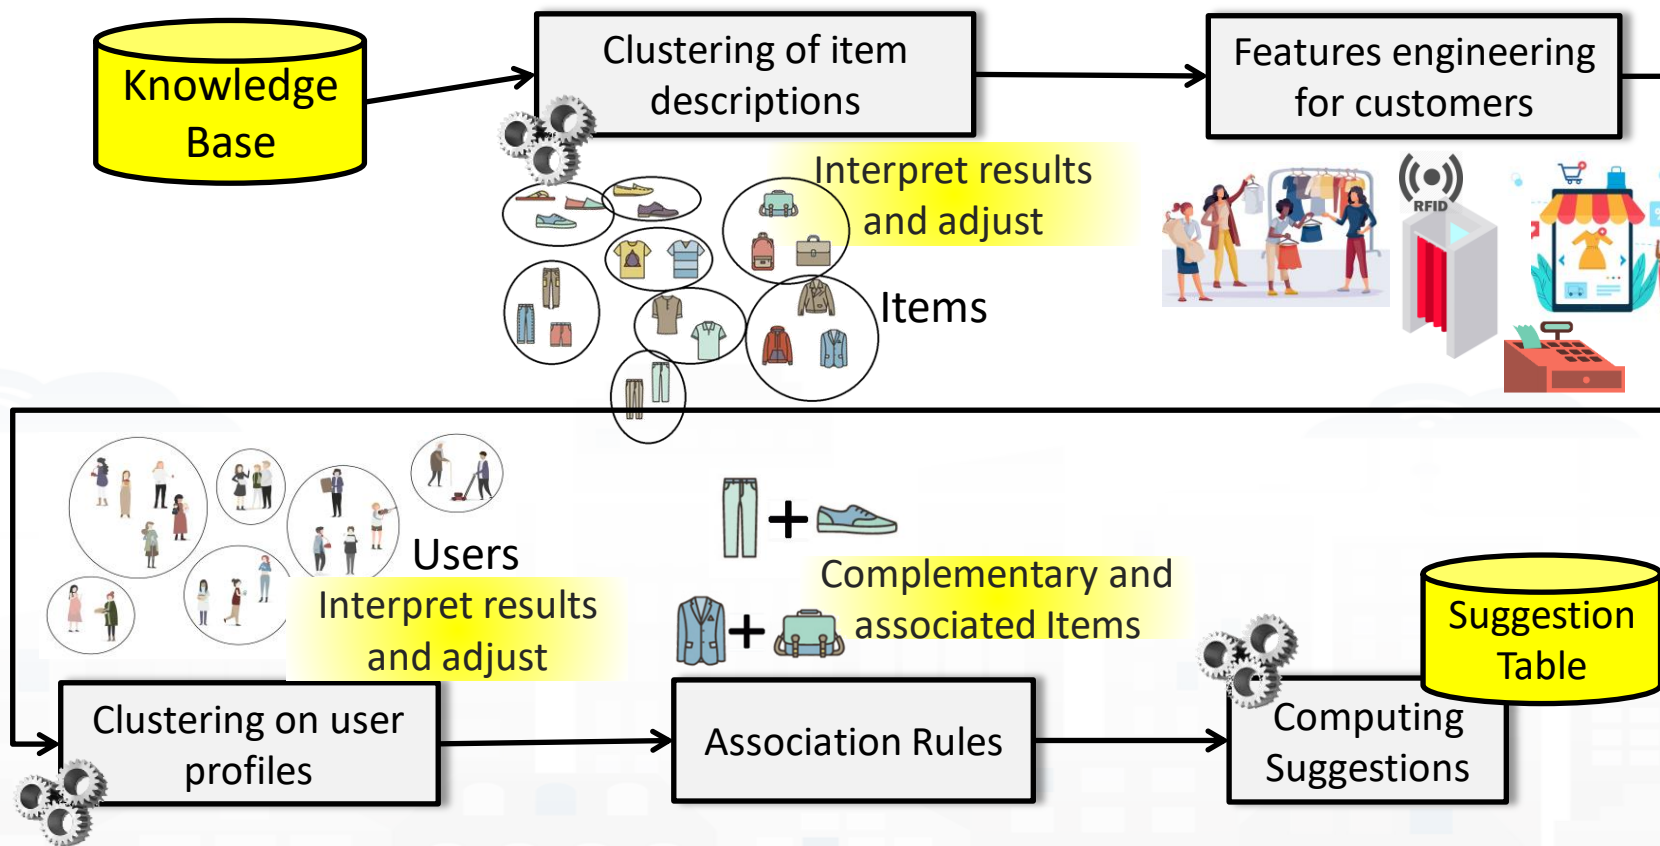 Knowledge
Base
Clustering of item
descriptions
Features engineering
for customers
Interpret results
and adjust
Items
RFID
Users
Interpret results
and adjust
+
+
Complementary and
associated Items
Suggestion
Table
Clustering on user
profiles
Association Rules
Computing
Suggestions